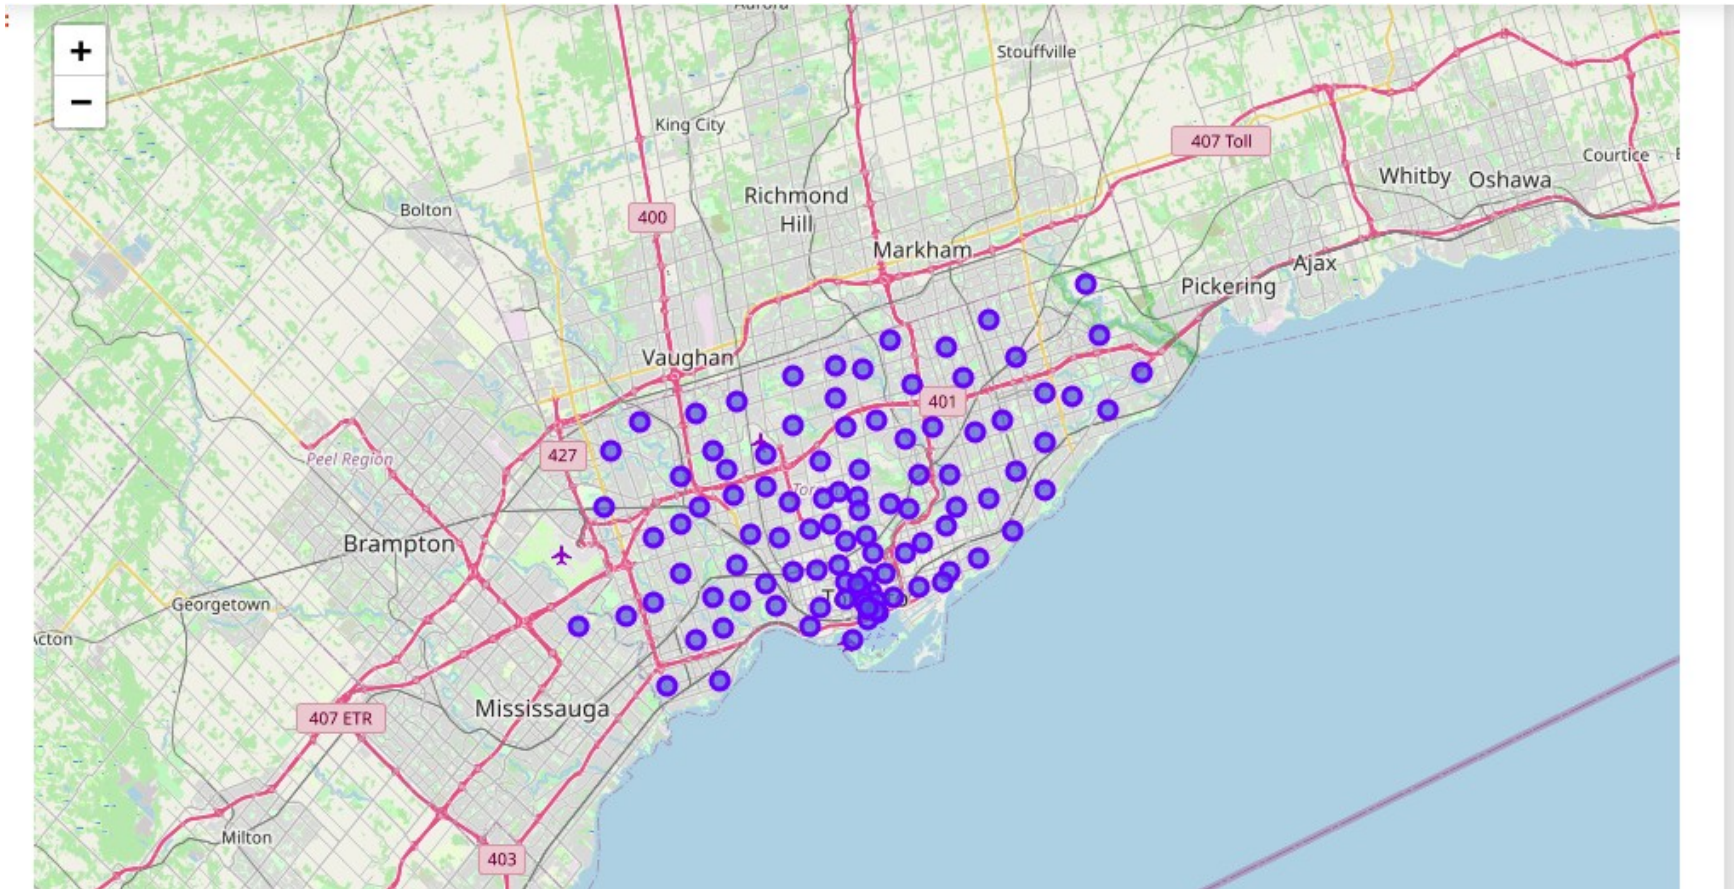 Aurora
+
Stouffville
−
King City
407 Toll
Courtice
Whitby Oshawa
Richmond
Hill
Bolton
400
Markham
Ajax
Pickering
Vaughan
401
427
Peel Region
Brampton
Georgetown
Acton
Mississauga
407 ETR
Milton
403